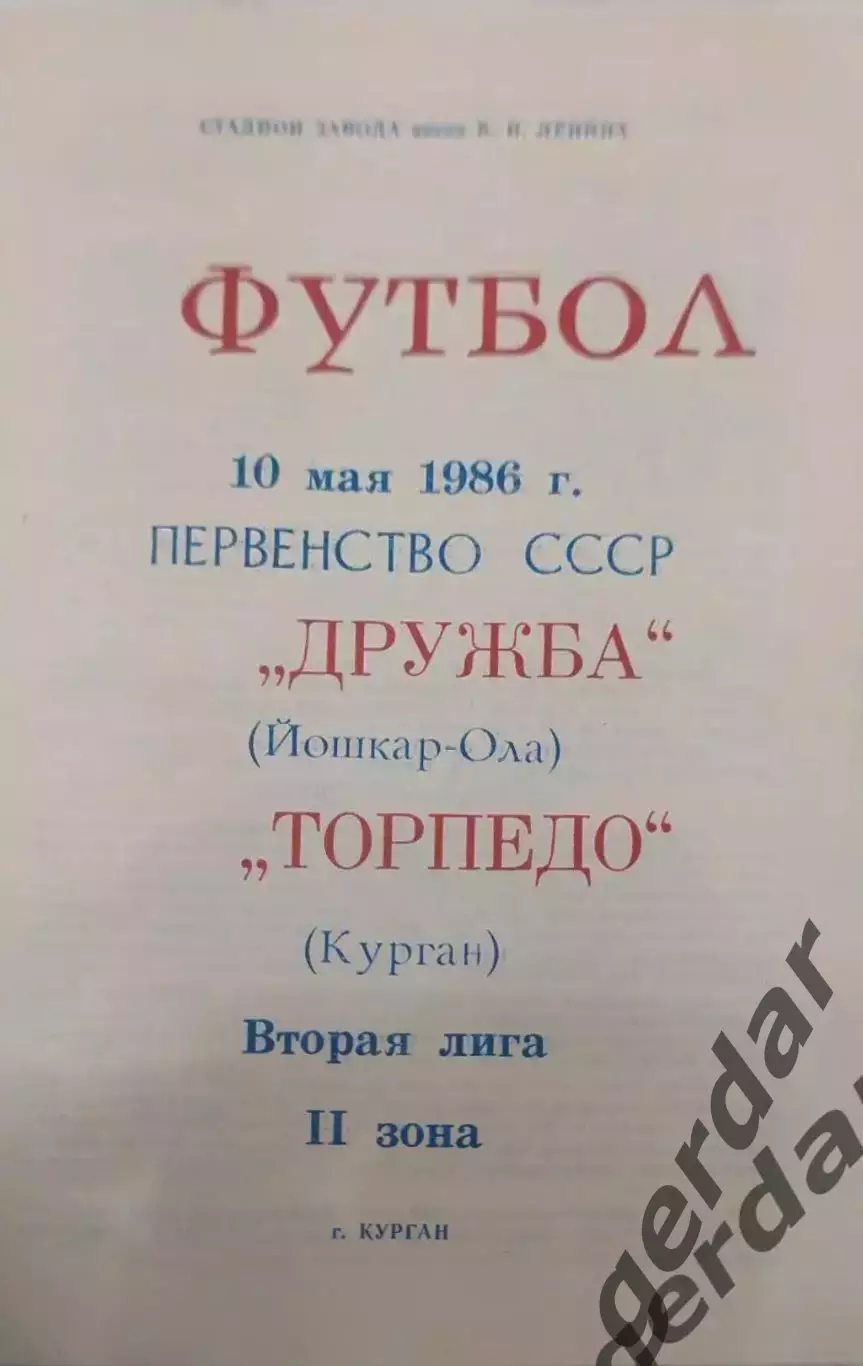 СТАДИОН ЗАВОДА имени В. И. ЛЕНИНА
ФУТБОЛ
10 мая 1986 г.
ПЕРВЕНСТВО СССР
„ДРУЖБА“
(Йошкар-Ола)
„ТОРПЕДО“
(Курган)
Вторая лига
II зона
г. КУРГАН
gerdar
gerdar